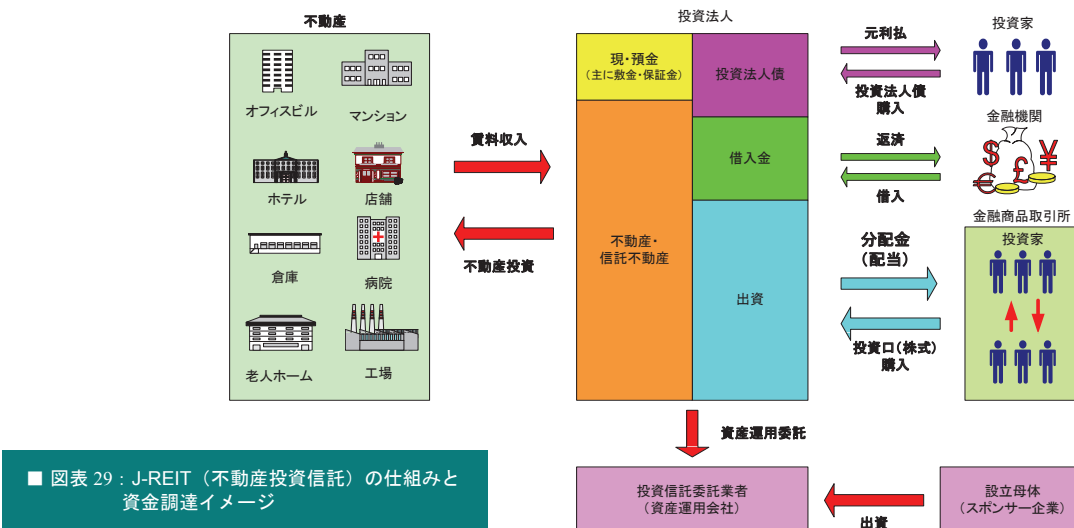 不動産
オフィスビル
マンション
ホテル
店舗
倉庫
病院
老人ホーム
工場
賃料収入
不動産投資
投資法人
現・預金
（主に敷金・保証金）
投資法人債
借入金
不動産・
信託不動産
出資
元利払
投資法人債
購入
投資家
金融機関
返済
借入
$
¥
€
£
金融商品取引所
投資家
分配金
（配当）
投資口（株式）
購入
資産運用委託
投資信託委託業者
（資産運用会社）
出資
設立母体
（スポンサー企業）
■ 図表 29：J-REIT（不動産投資信託）の仕組みと
資金調達イメージ